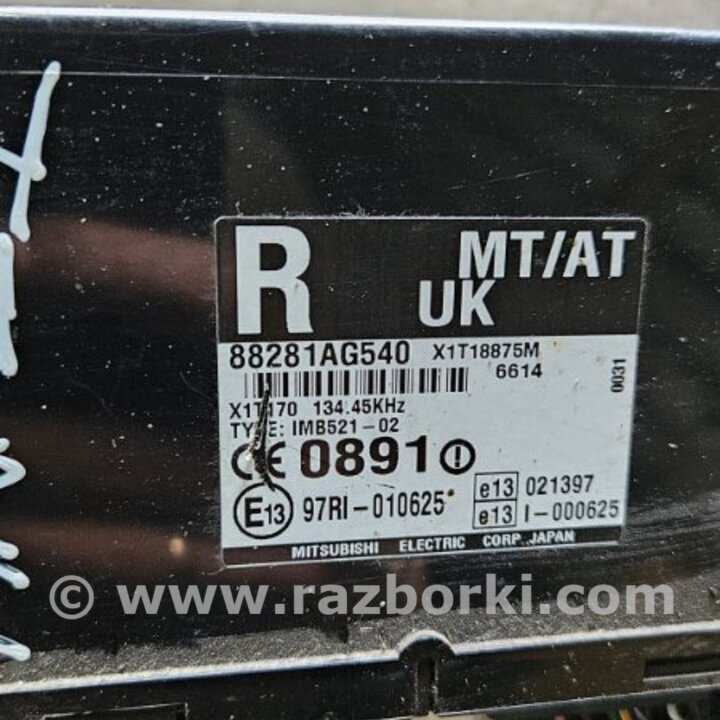 R MT/AT
UK
88281AG540 X1T18875M
6614
0031
X1T170 134.45KHz
TYPE: IMB521-02
CE 0891
E13 97RI-010625
e13 021397
e13 I-000625
MITSUBISHI ELECTRIC CORP. JAPAN
© www.razborki.com